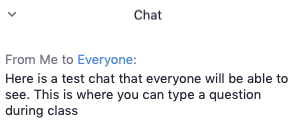 Chat
From Me to Everyone:
Here is a test chat that everyone will be able to
see. This is where you can type a question
during class